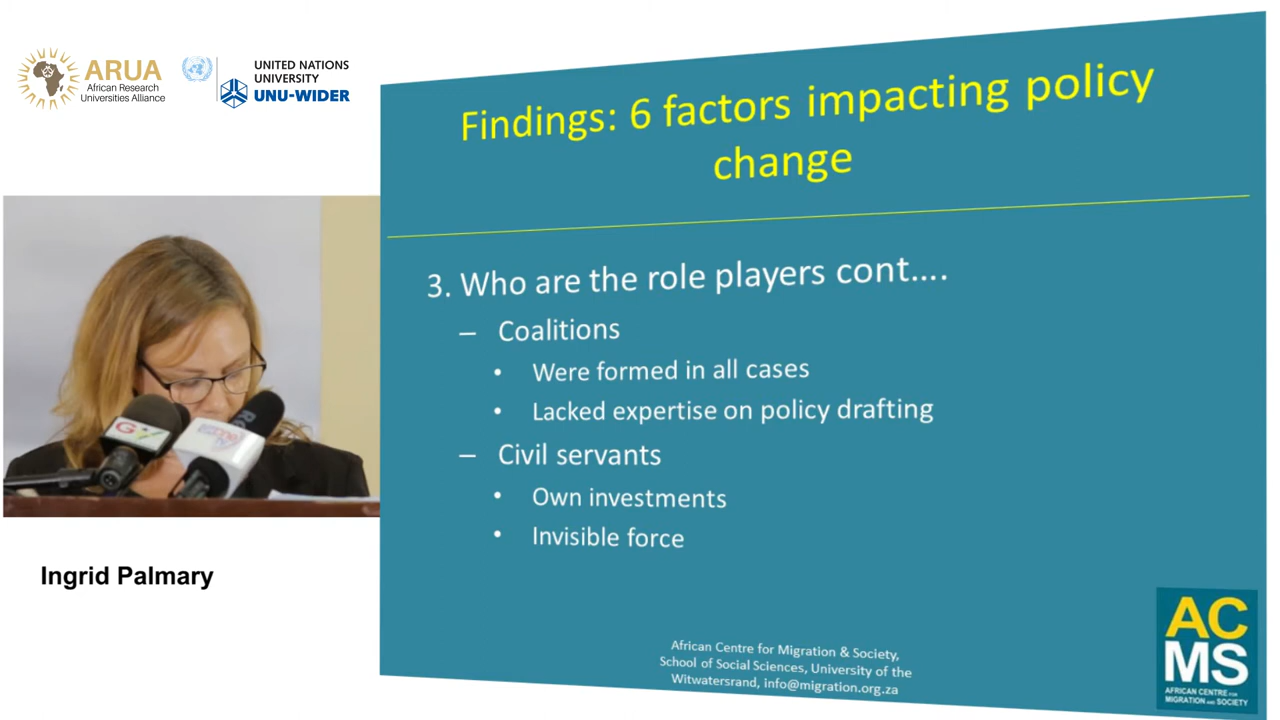 ARUA
African Research
Universities Alliance
UNITED NATIONS
UNIVERSITY
UNU-WIDER
Findings: 6 factors impacting policy
change
3. Who are the role players cont….
– Coalitions
• Were formed in all cases
• Lacked expertise on policy drafting
– Civil servants
• Own investments
• Invisible force
Ingrid Palmary
African Centre for Migration & Society,
School of Social Sciences, University of the
Witwatersrand, info@migration.org.za
AC
MS
AFRICAN CENTRE FOR
MIGRATION AND SOCIETY